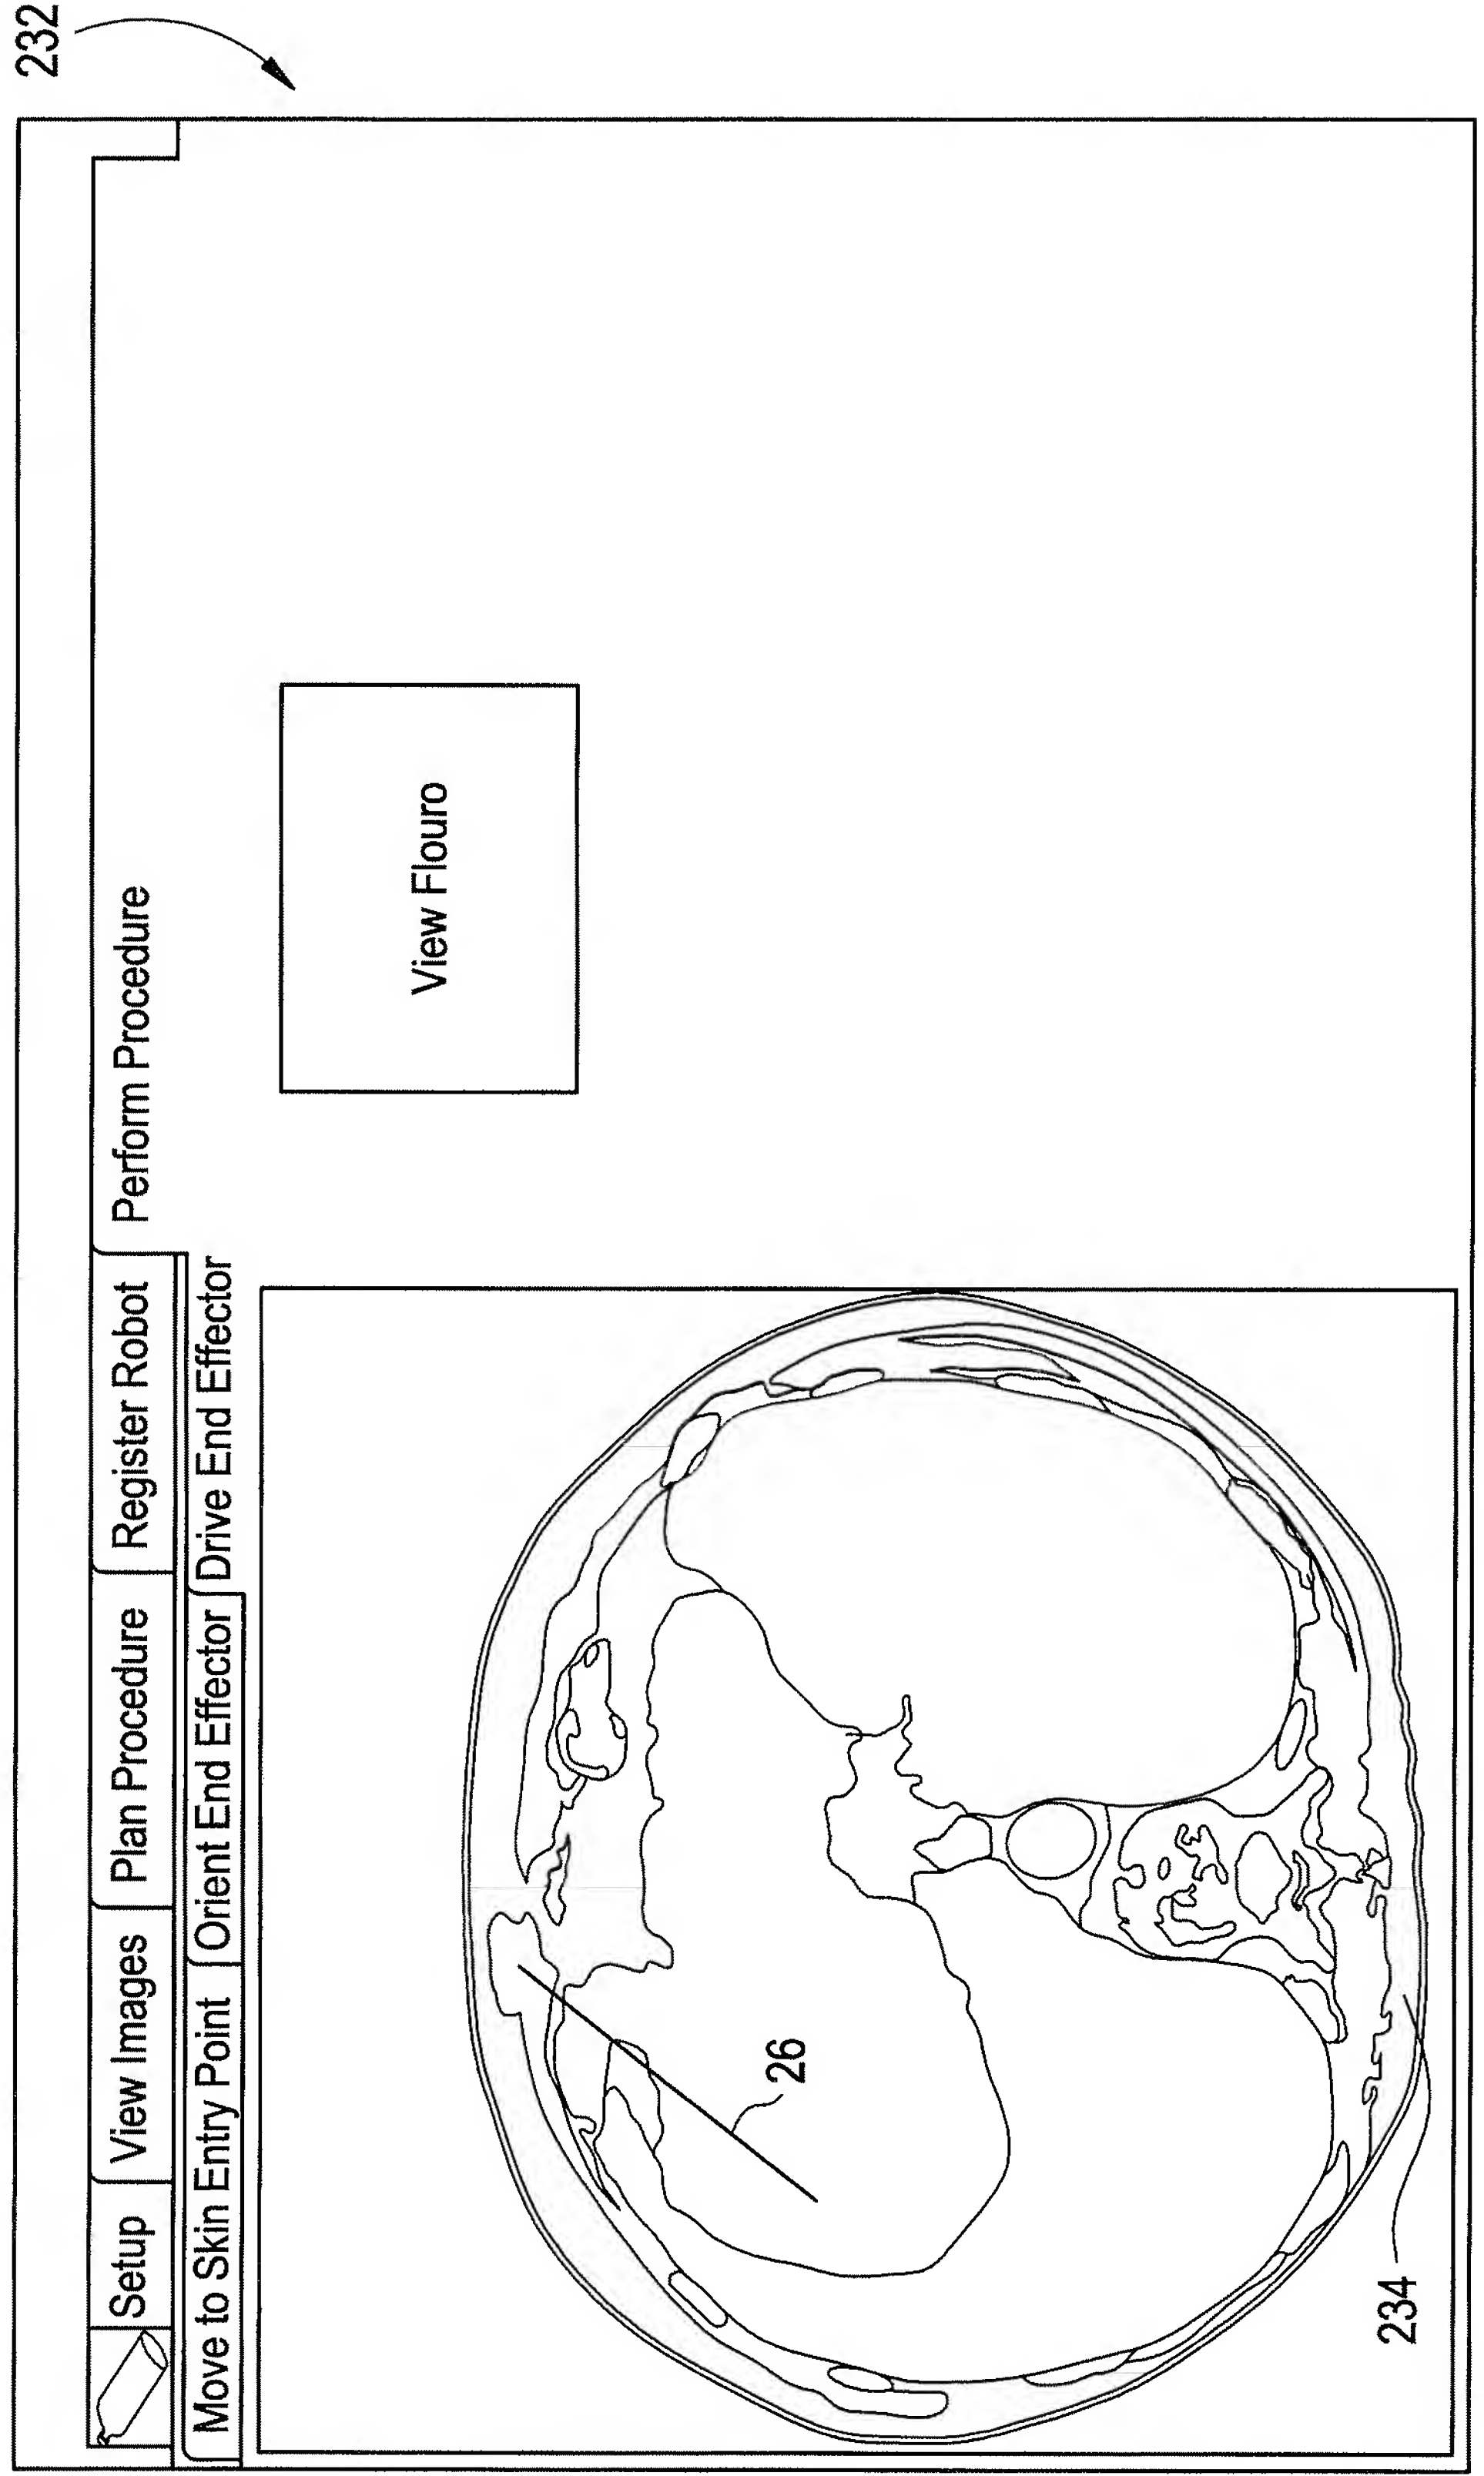 232
Setup
View Images
Plan Procedure
Register Robot
Perform Procedure
Move to Skin Entry Point
Orient End Effector
Drive End Effector
View Flouro
26
234